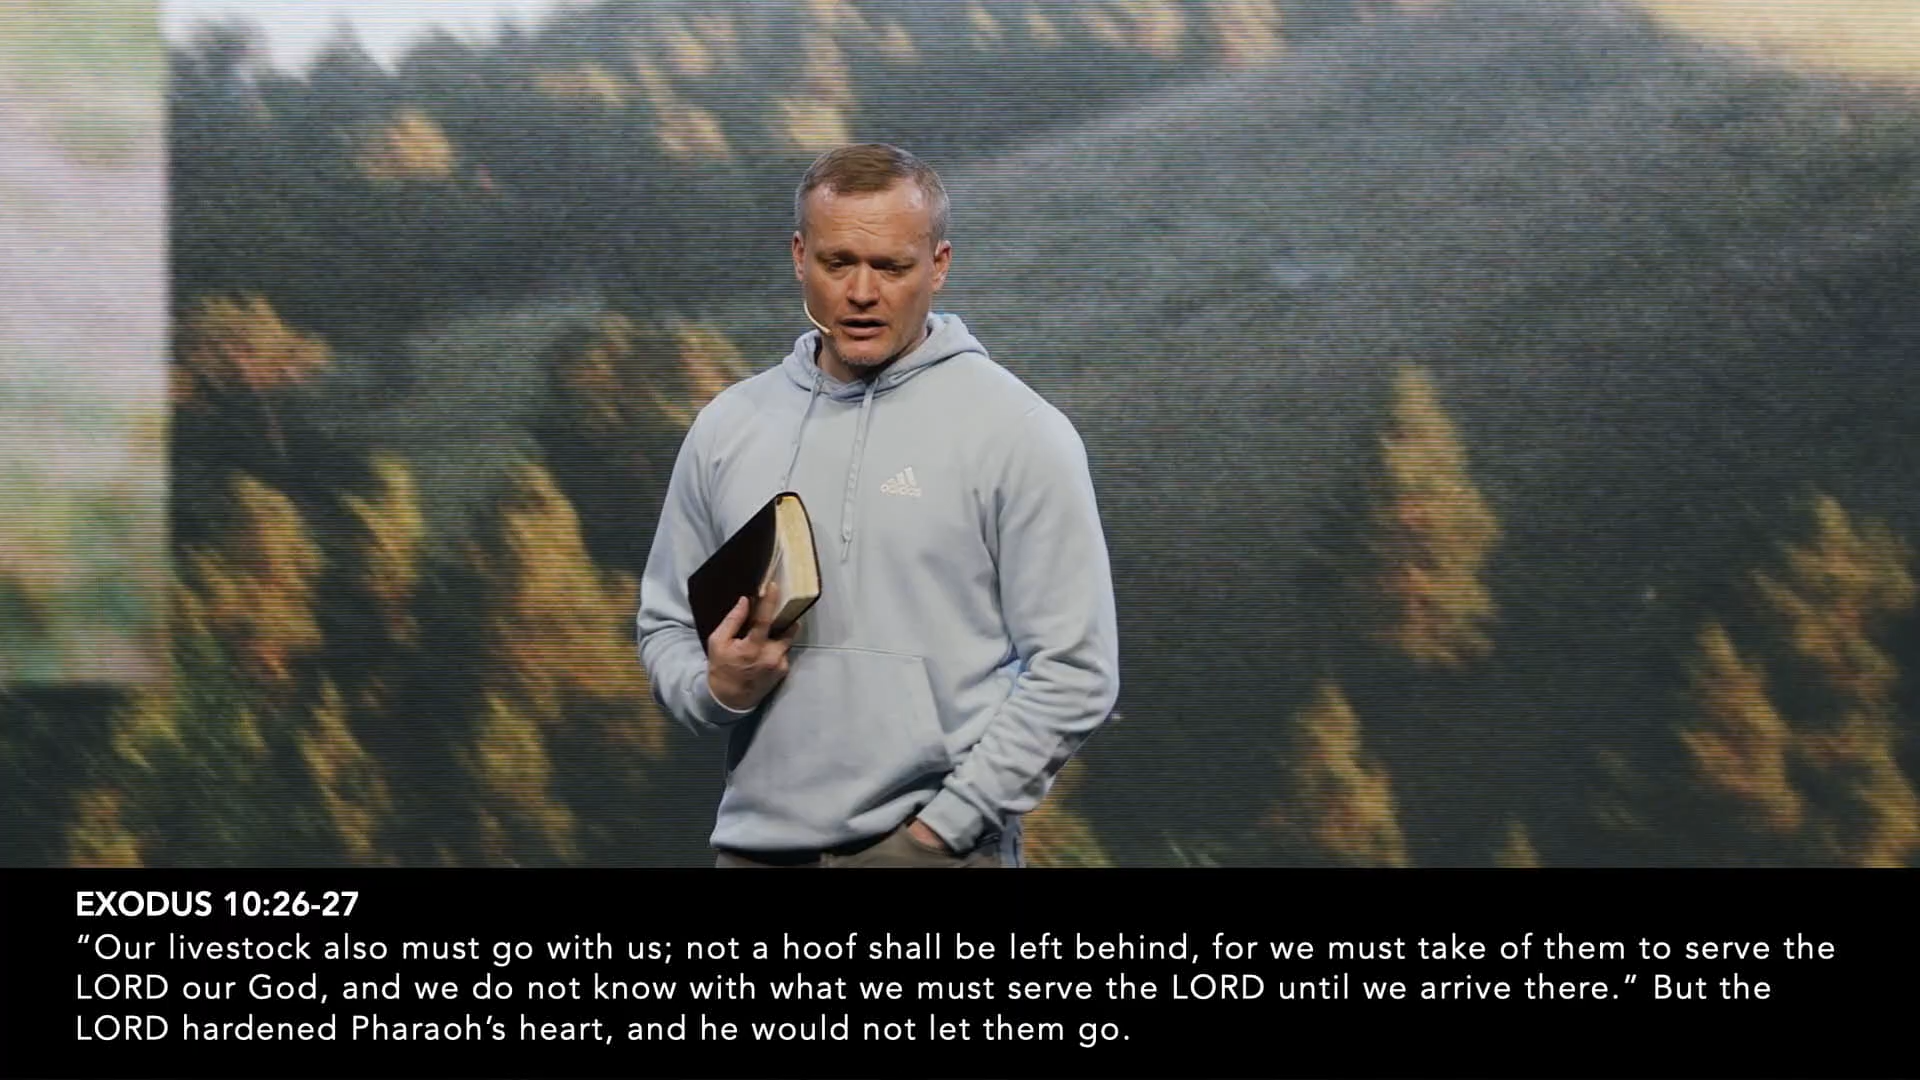 adidas
EXODUS 10:26-27
“Our livestock also must go with us; not a hoof shall be left behind, for we must take of them to serve the
LORD our God, and we do not know with what we must serve the LORD until we arrive there.” But the
LORD hardened Pharaoh’s heart, and he would not let them go.